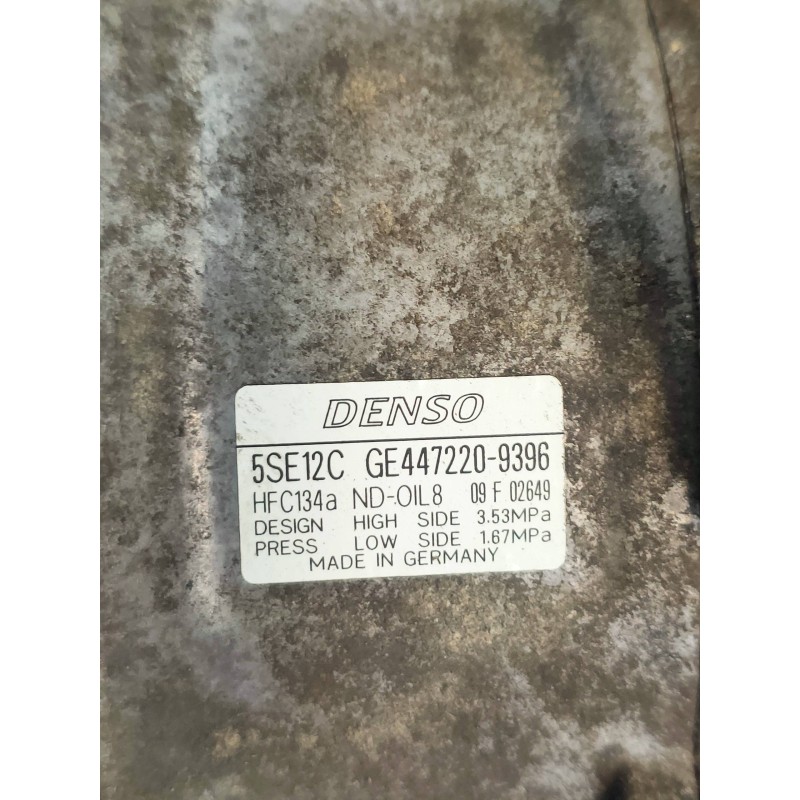 DENSO
5SE12C GE447220-9396
HFC134a ND-OIL8 09 F 02649
DESIGN HIGH SIDE 3.53MPa
PRESS LOW SIDE 1.67MPa
MADE IN GERMANY